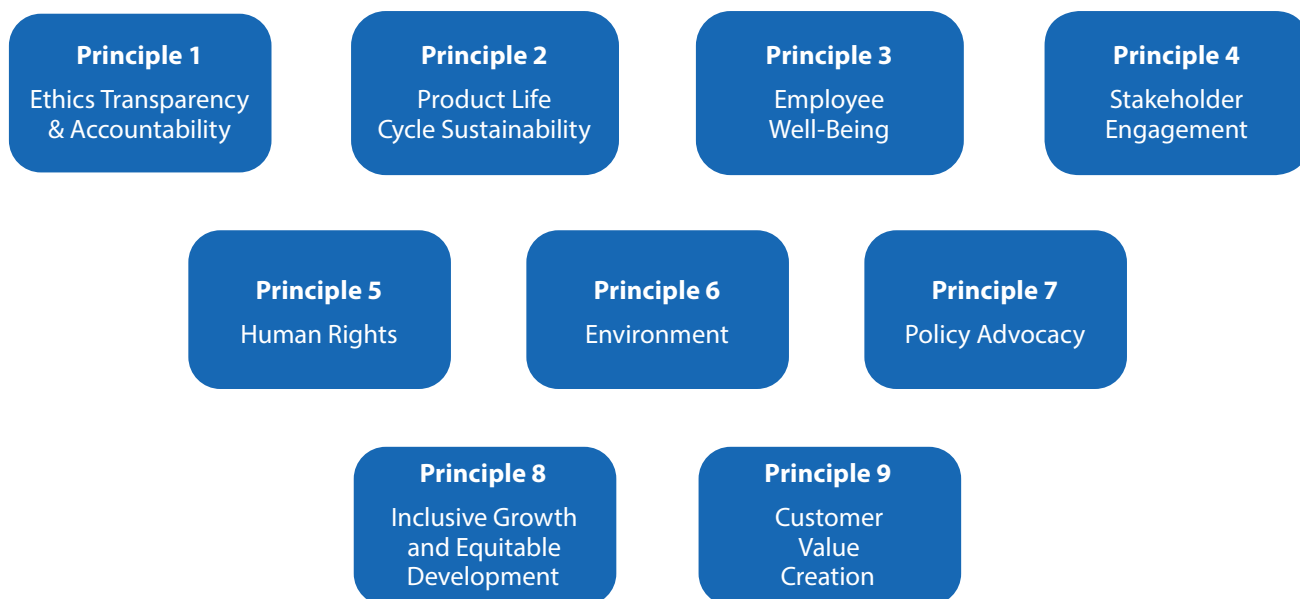 Principle 1
Ethics Transparency
& Accountability
Principle 2
Product Life
Cycle Sustainability
Principle 3
Employee
Well-Being
Principle 4
Stakeholder
Engagement
Principle 5
Human Rights
Principle 6
Environment
Principle 7
Policy Advocacy
Principle 8
Inclusive Growth
and Equitable
Development
Principle 9
Customer
Value
Creation